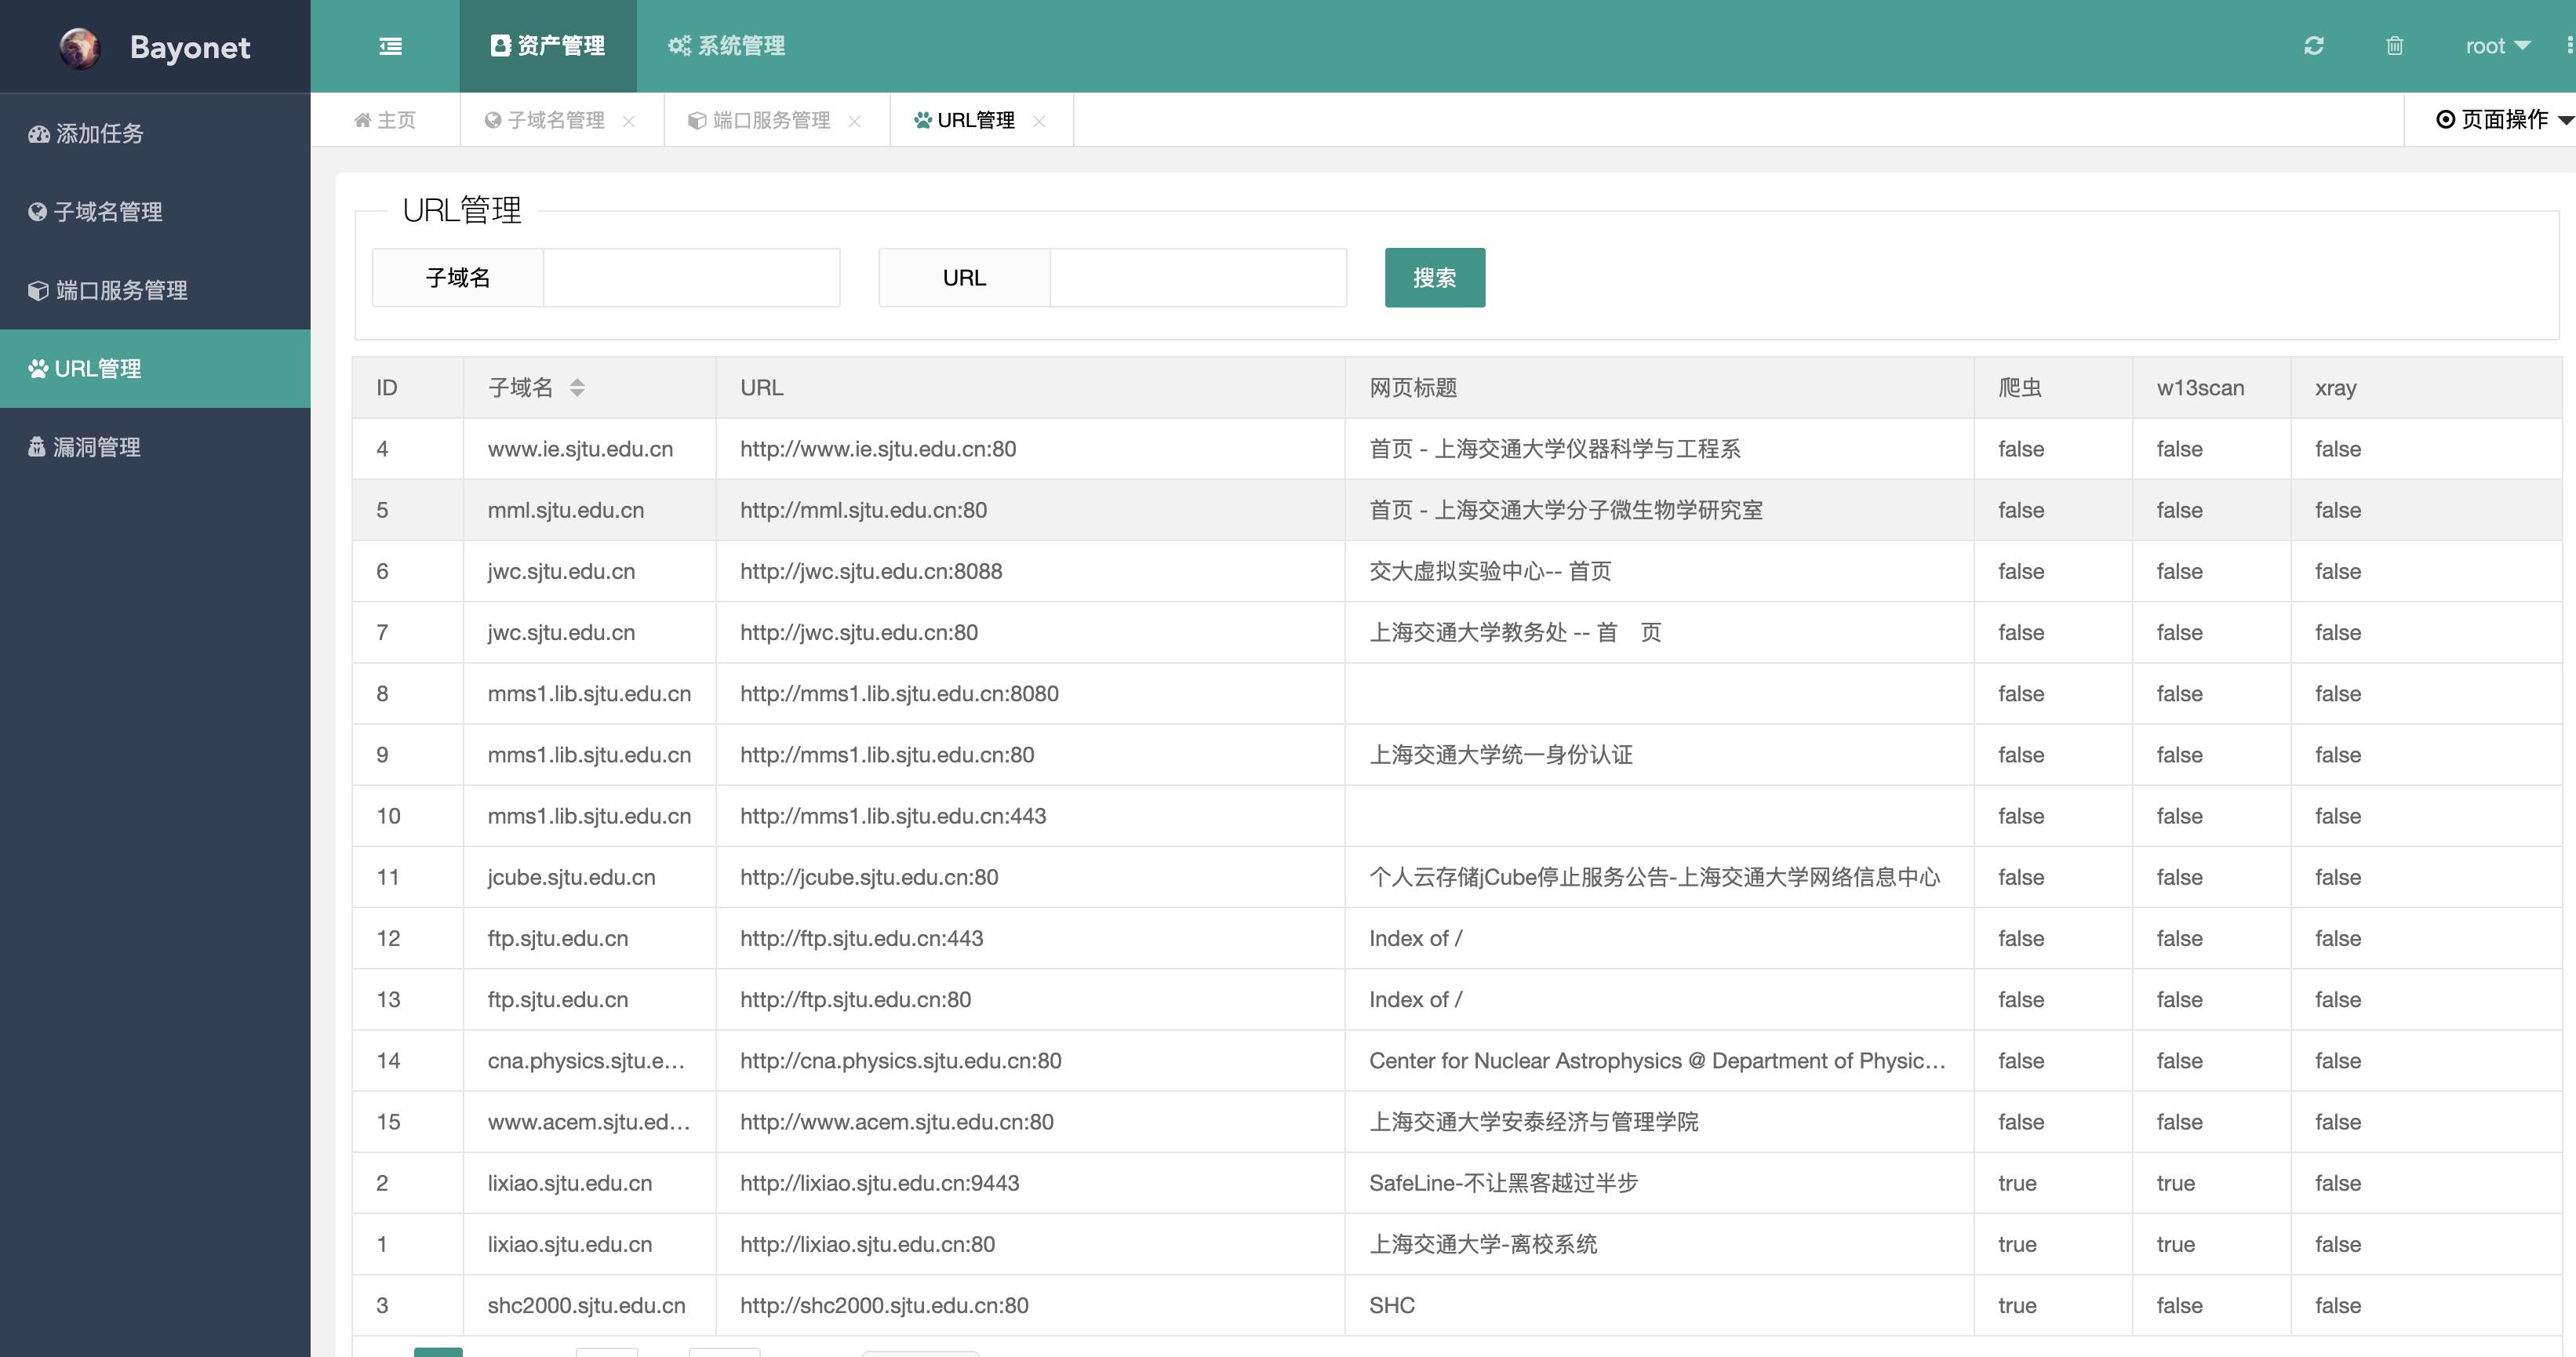 Bayonet
资产管理
系统管理
root
添加任务
子域名管理
端口服务管理
URL管理
漏洞管理
主页
子域名管理
端口服务管理
URL管理
页面操作
URL管理
子域名
URL
搜索
ID 子域名 URL 网页标题 爬虫 w13scan xray
4 www.ie.sjtu.edu.cn http://www.ie.sjtu.edu.cn:80 首页 - 上海交通大学仪器科学与工程系 false false false
5 mml.sjtu.edu.cn http://mml.sjtu.edu.cn:80 首页 - 上海交通大学分子微生物学研究室 false false false
6 jwc.sjtu.edu.cn http://jwc.sjtu.edu.cn:8088 交大虚拟实验中心-- 首页 false false false
7 jwc.sjtu.edu.cn http://jwc.sjtu.edu.cn:80 上海交通大学教务处 -- 首　页 false false false
8 mms1.lib.sjtu.edu.cn http://mms1.lib.sjtu.edu.cn:8080 false false false
9 mms1.lib.sjtu.edu.cn http://mms1.lib.sjtu.edu.cn:80 上海交通大学统一身份认证 false false false
10 mms1.lib.sjtu.edu.cn http://mms1.lib.sjtu.edu.cn:443 false false false
11 jcube.sjtu.edu.cn http://jcube.sjtu.edu.cn:80 个人云存储jCube停止服务公告-上海交通大学网络信息中心 false false false
12 ftp.sjtu.edu.cn http://ftp.sjtu.edu.cn:443 Index of / false false false
13 ftp.sjtu.edu.cn http://ftp.sjtu.edu.cn:80 Index of / false false false
14 cna.physics.sjtu.e... http://cna.physics.sjtu.edu.cn:80 Center for Nuclear Astrophysics @ Department of Physic... false false false
15 www.acem.sjtu.ed... http://www.acem.sjtu.edu.cn:80 上海交通大学安泰经济与管理学院 false false false
2 lixiao.sjtu.edu.cn http://lixiao.sjtu.edu.cn:9443 SafeLine-不让黑客越过半步 true true false
1 lixiao.sjtu.edu.cn http://lixiao.sjtu.edu.cn:80 上海交通大学-离校系统 true true false
3 shc2000.sjtu.edu.cn http://shc2000.sjtu.edu.cn:80 SHC true false false